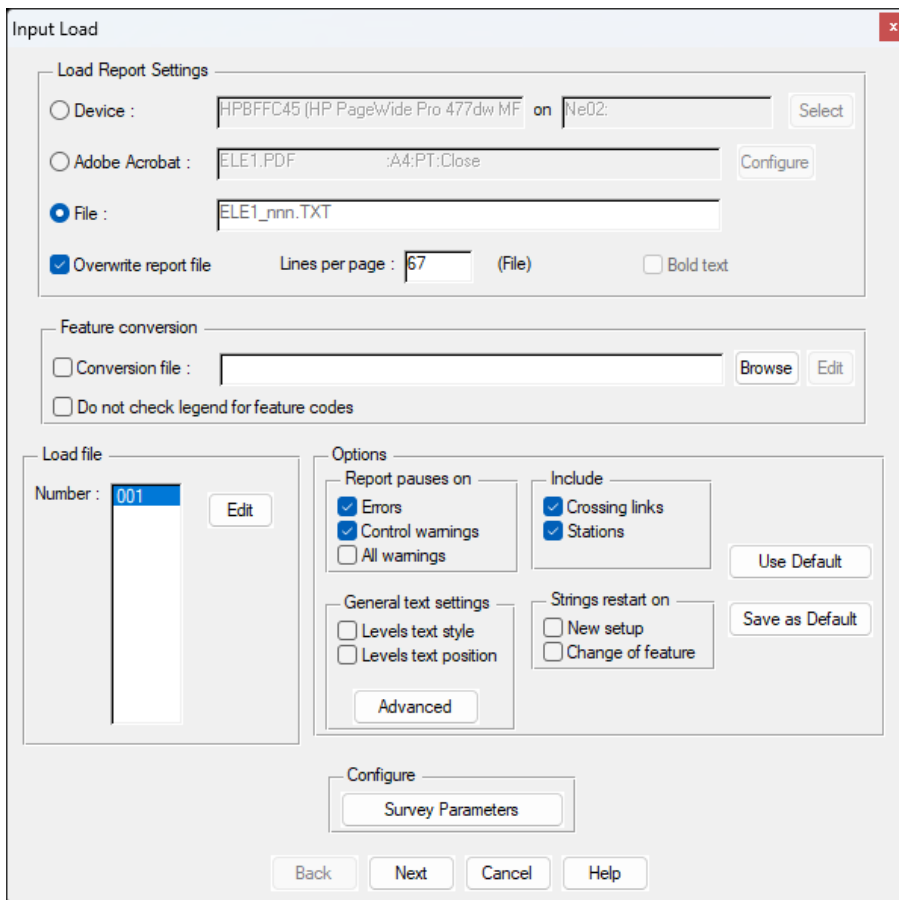 Input Load
x
Load Report Settings
Device : HPBFFC45 (HP PageWide Pro 477dw MF on Ne02: Select
Adobe Acrobat : ELE1.PDF :A4:PT:Close Configure
File : ELE1_nnn.TXT
Overwrite report file Lines per page : 67 (File) Bold text
Feature conversion
Conversion file : Browse Edit
Do not check legend for feature codes
Load file
Number : 001 Edit
Options
Report pauses on
Errors
Control warnings
All warnings
Include
Crossing links
Stations
General text settings
Levels text style
Levels text position
Advanced
Strings restart on
New setup
Change of feature
Use Default
Save as Default
Configure
Survey Parameters
Back Next Cancel Help